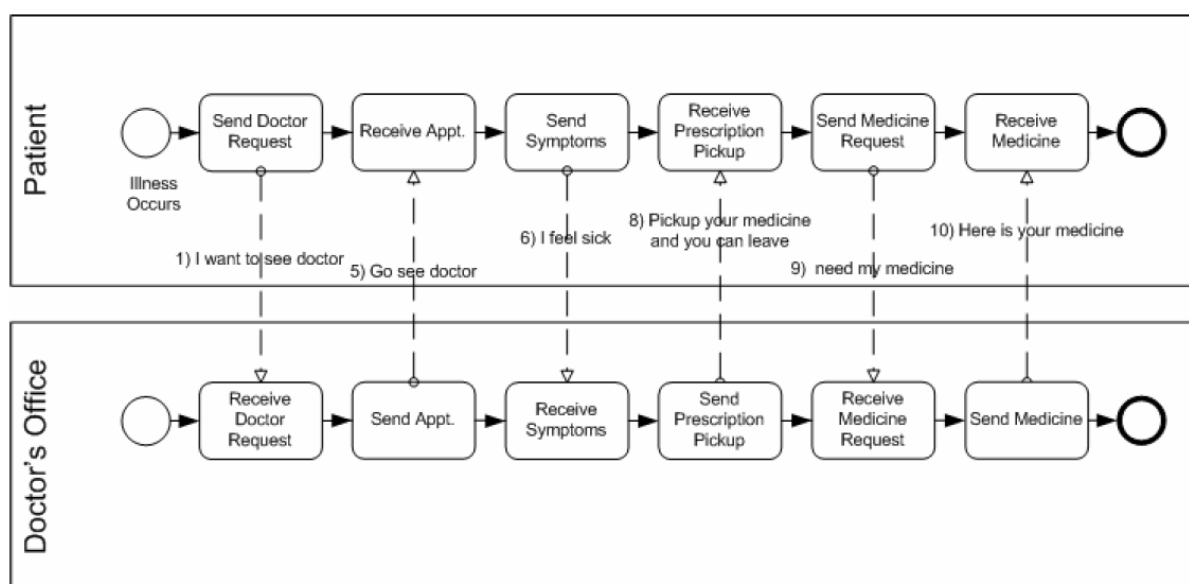 Patient
Send Doctor
Request
Receive Appt.
Send
Symptoms
Receive
Prescription
Pickup
Send Medicine
Request
Receive
Medicine
Illness
Occurs
1) I want to see doctor
5) Go see doctor
6) I feel sick
8) Pickup your medicine
and you can leave
9) need my medicine
10) Here is your medicine
Doctor's Office
Receive
Doctor
Request
Send Appt.
Receive
Symptoms
Send
Prescription
Pickup
Receive
Medicine
Request
Send Medicine